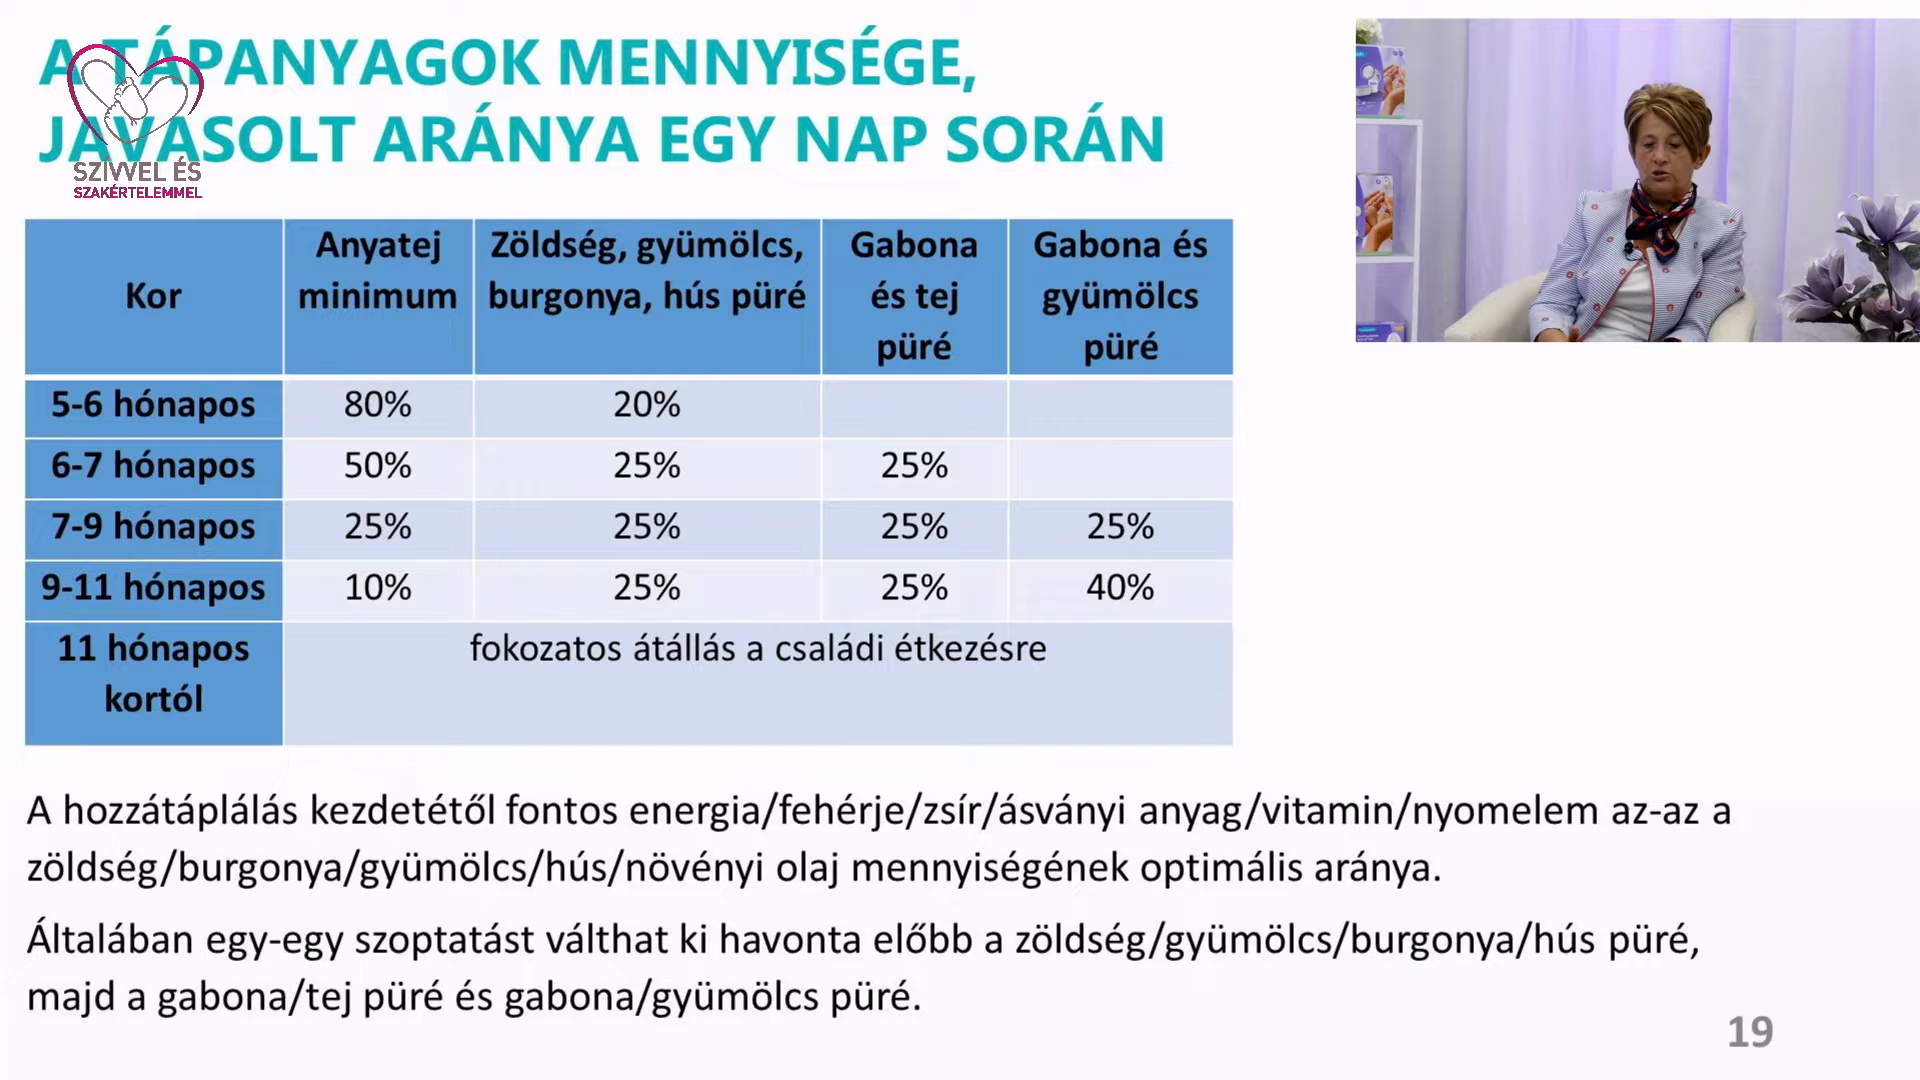 A TÁPANYAGOK MENNYISÉGE,
JAVASOLT ARÁNYA EGY NAP SORÁN
SZÍVVEL ÉS
SZAKÉRTELEMMEL
Kor
Anyatej
minimum
Zöldség, gyümölcs,
burgonya, hús püré
Gabona
és tej
püré
Gabona és
gyümölcs
püré
5-6 hónapos 80% 20%
6-7 hónapos 50% 25% 25%
7-9 hónapos 25% 25% 25% 25%
9-11 hónapos 10% 25% 25% 40%
11 hónapos
kortól
fokozatos átállás a családi étkezésre
A hozzátáplálás kezdetétől fontos energia/fehérje/zsír/ásványi anyag/vitamin/nyomelem az-az a
zöldség/burgonya/gyümölcs/hús/növényi olaj mennyiségének optimális aránya.
Általában egy-egy szoptatást válthat ki havonta előbb a zöldség/gyümölcs/burgonya/hús püré,
majd a gabona/tej püré és gabona/gyümölcs püré.
19